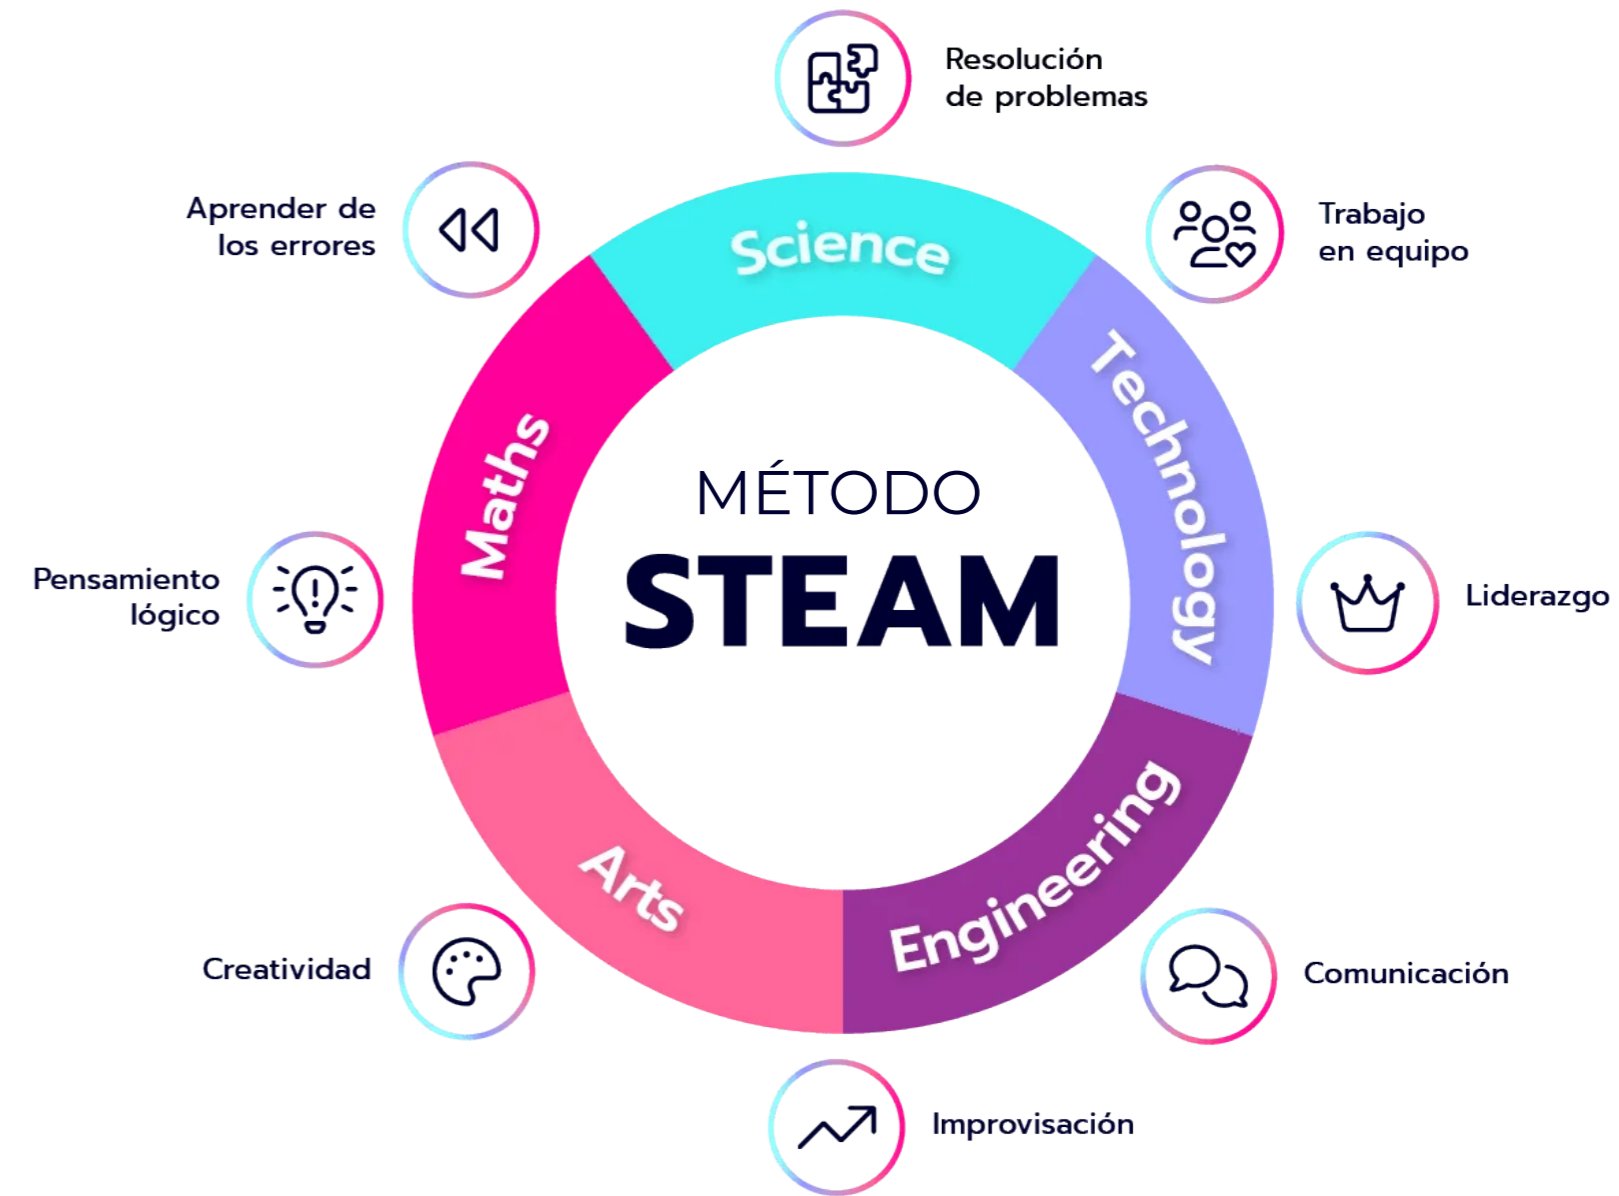 Resolución
de problemas
Aprender de
los errores
Trabajo
en equipo
Science
Technology
Maths
MÉTODO
STEAM
Pensamiento
lógico
Liderazgo
Engineering
Arts
Creatividad
Comunicación
Improvisación